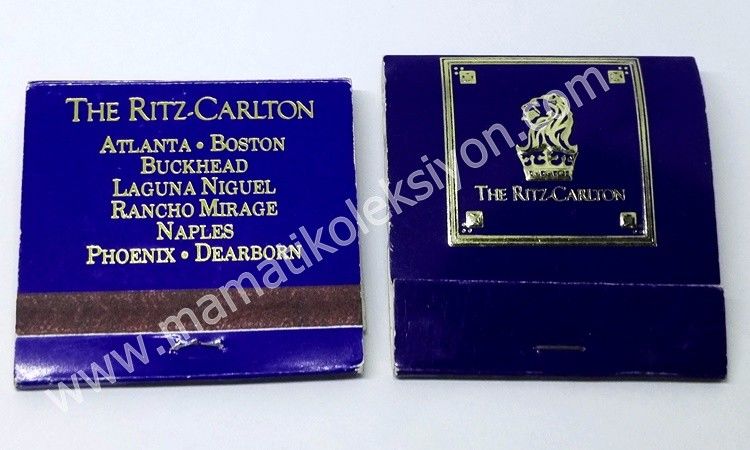 THE RITZ-CARLTON
ATLANTA • BOSTON
BUCKHEAD
LAGUNA NIGUEL
RANCHO MIRAGE
NAPLES
PHOENIX • DEARBORN
THE RITZ-CARLTON
www.mamatikoleksiyon.com